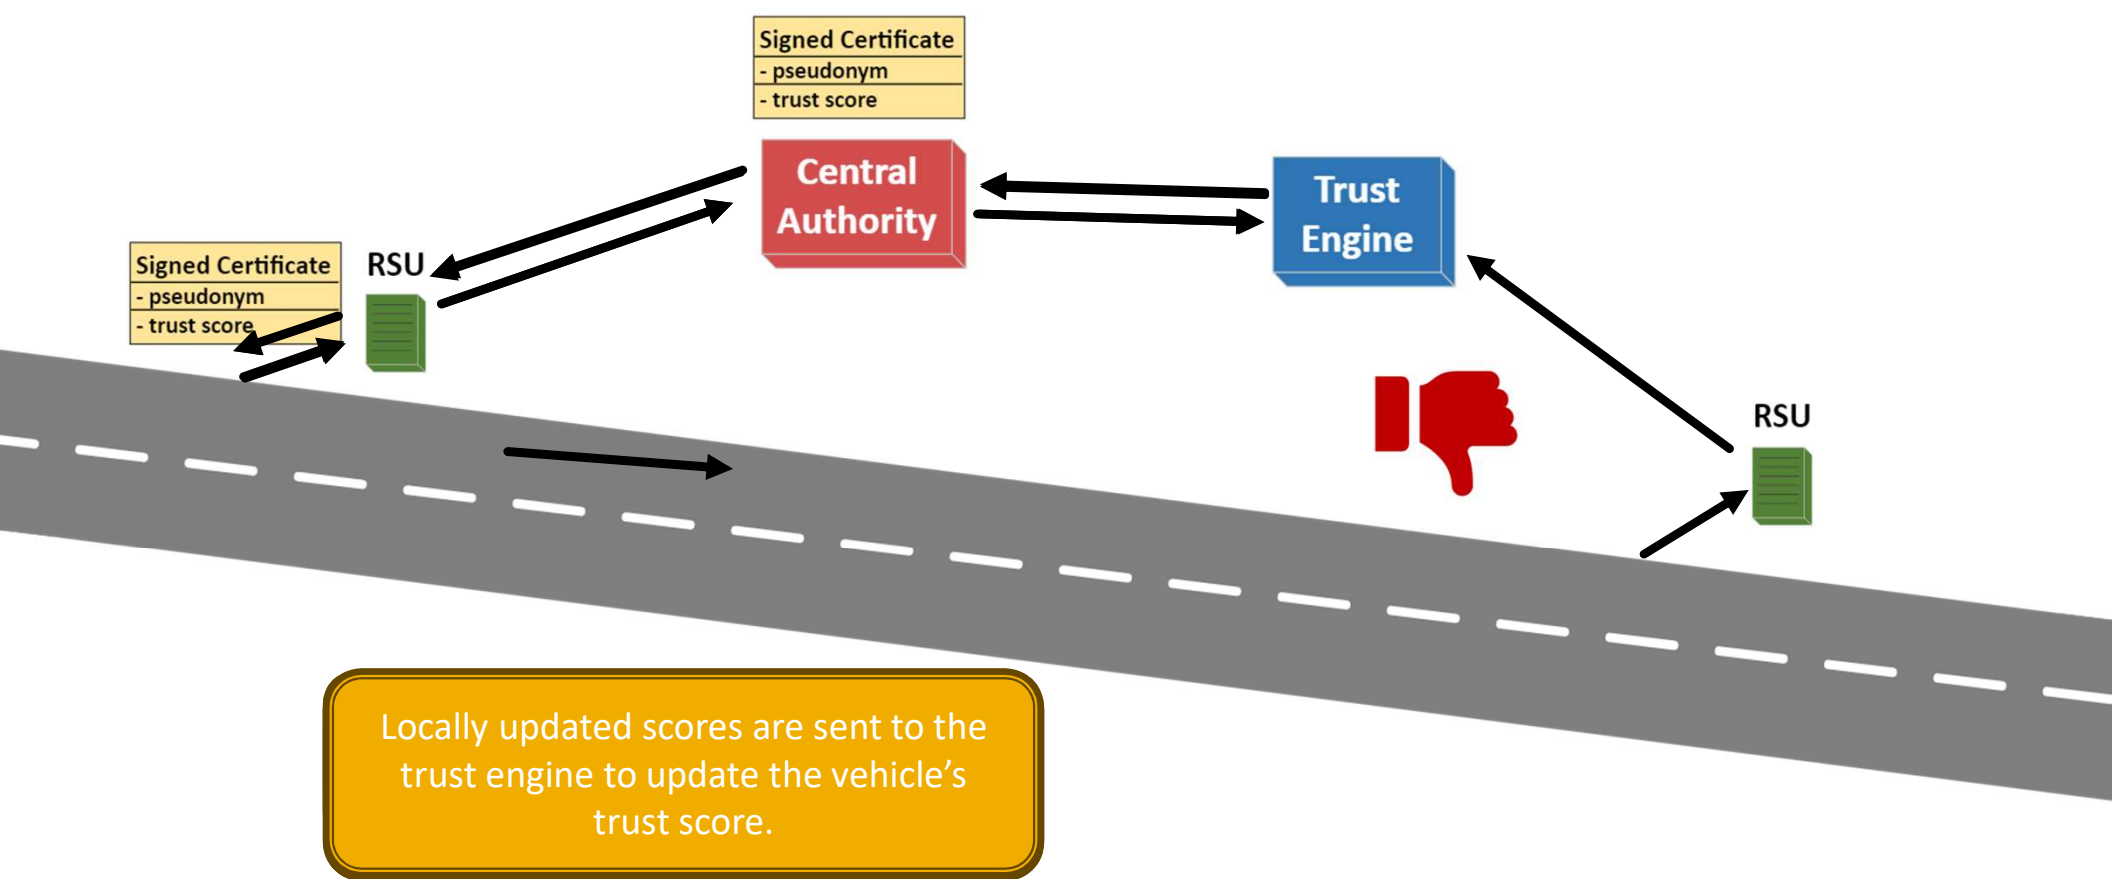 Signed Certificate
- pseudonym
- trust score
Central
Authority
Trust
Engine
Signed Certificate
- pseudonym
- trust score
RSU
RSU
Locally updated scores are sent to the
trust engine to update the vehicle’s
trust score.